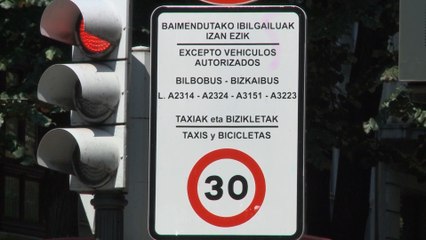 BAIMENDUTAKO IBILGAILUAK
IZAN EZIK
EXCEPTO VEHICULOS
AUTORIZADOS
BILBOBUS - BIZKAIBUS
L. A2314 - A2324 - A3151 - A3223
TAXIAK eta BIZIKLETAK
TAXIS y BICICLETAS
30